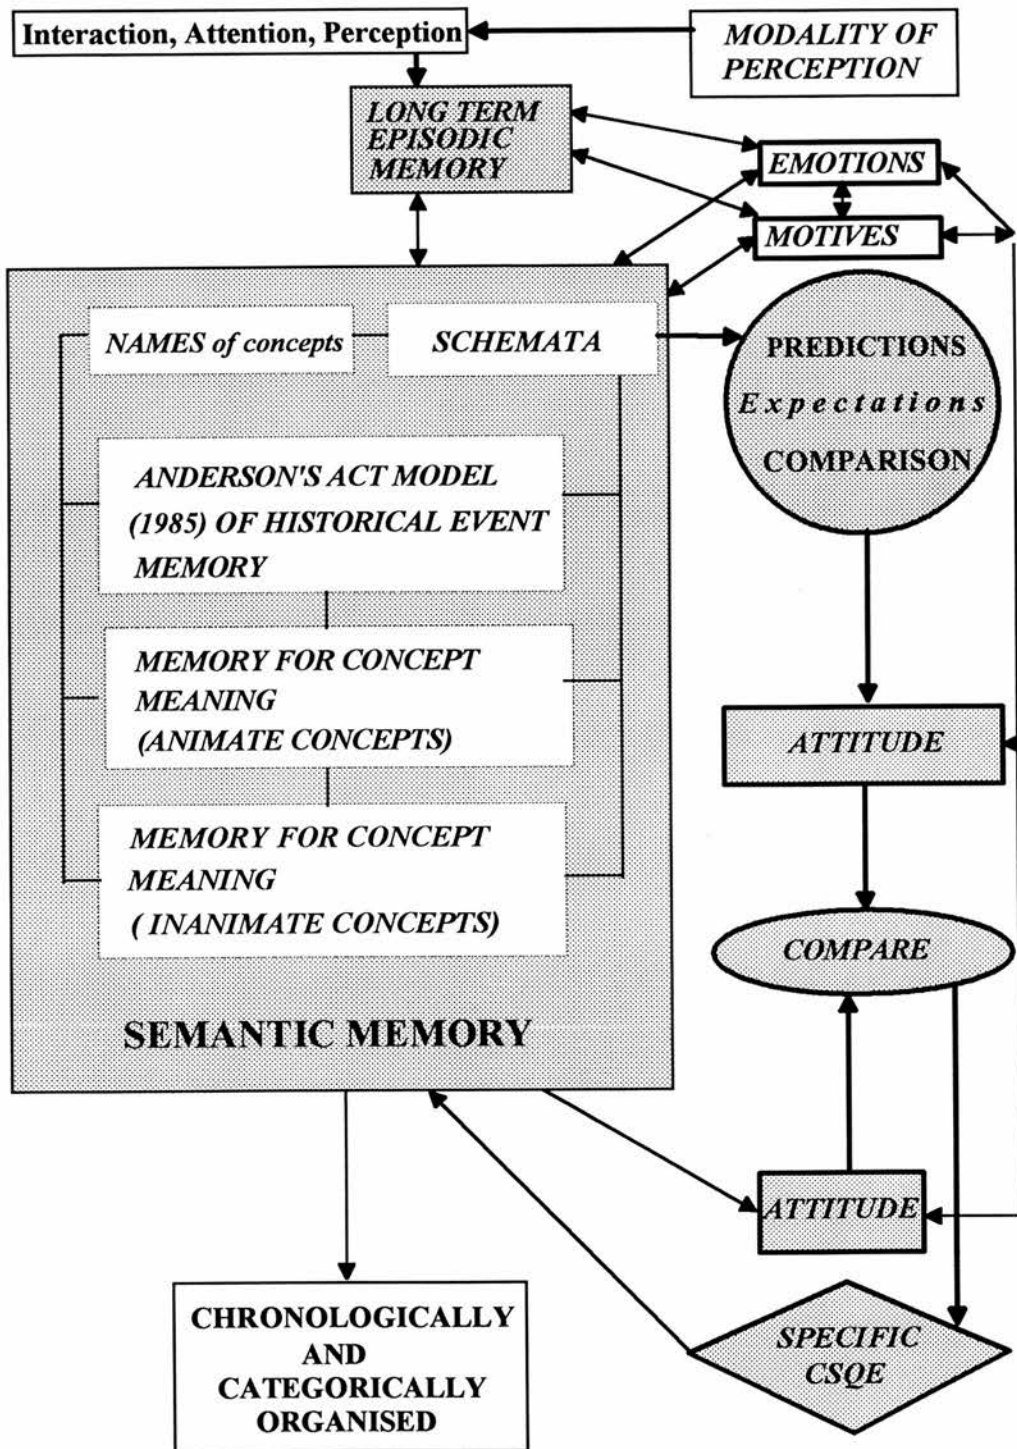 Interaction, Attention, Perception
MODALITY OF
PERCEPTION
LONG TERM
EPISODIC
MEMORY
EMOTIONS
MOTIVES
NAMES of concepts
SCHEMATA
PREDICTIONS
Expectations
COMPARISON
ANDERSON'S ACT MODEL
(1985) OF HISTORICAL EVENT
MEMORY
MEMORY FOR CONCEPT
MEANING
(ANIMATE CONCEPTS)
ATTITUDE
MEMORY FOR CONCEPT
MEANING
( INANIMATE CONCEPTS)
COMPARE
SEMANTIC MEMORY
ATTITUDE
CHRONOLOGICALLY
AND
CATEGORICALLY
ORGANISED
SPECIFIC
CSQE